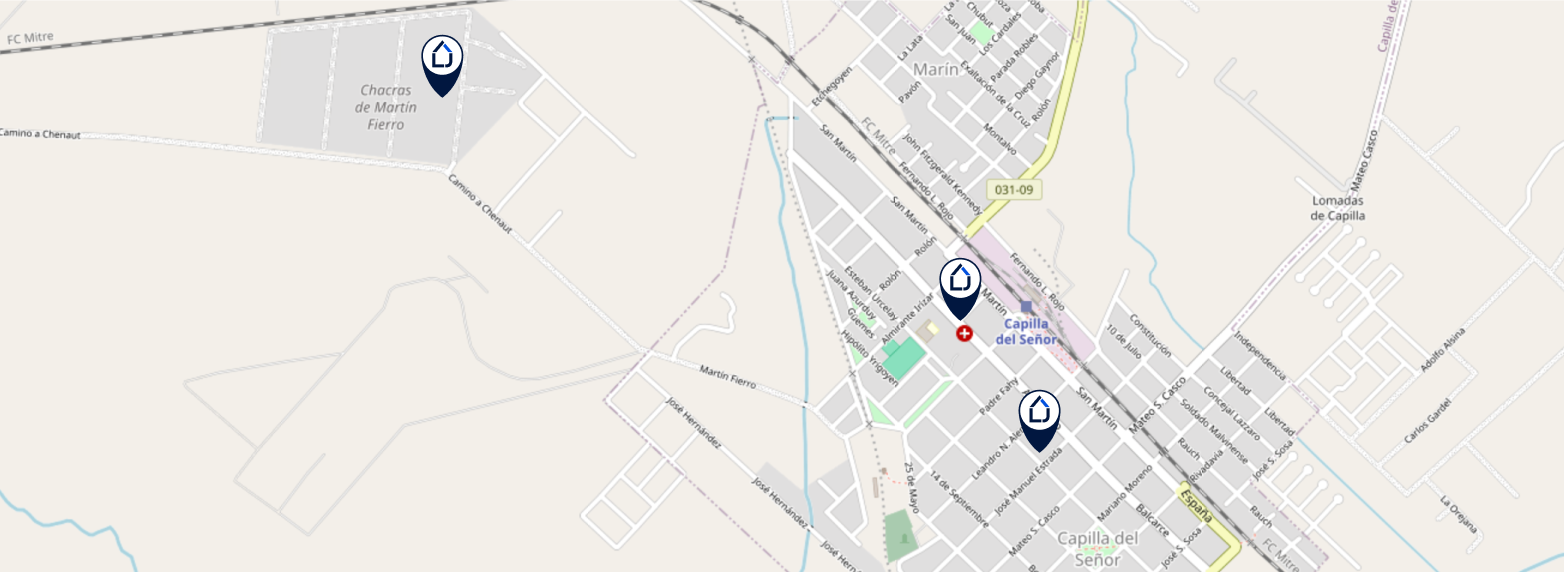 FC Mitre
Chacras
de Martín
Fierro
Camino a Chenaut
Camino a Chenaut
La Lata
San Juan
Chubut
Los Cardales
Parada Robles
Diego Gaynor
Exaltación de la Cruz
Rolón
Marín
Pavón
Montalvo
Etchegoyen
FC Mitre
San Martín
John Fitzgerald Kennedy
Fernando L. Rojo
031-09
Capilla de
Mateo Casco
Lomadas
de Capilla
San Martín
Rolón
Fernando L. Rojo
Rolón
Esteban Urcelay
Juana Azurduy
Güemes
Almirante Irízar
Hipólito Yrigoyen
Martín
Capilla
del Señor
Constitución
10 de Julio
Independencia
Libertad
Libertad
Concejal Lazzaro
Soldado Malvinense
José S. Sosa
Rauch
Rivadavia
Mateo S. Casco
San Martín
Adolfo Alsina
Carlos Gardel
La Orejana
Martín Fierro
José Hernández
José Hernández
José Hern
Padre Fahy
Leandro N. Ale
José Manuel Estrada
25 de Mayo
14 de Septiembre
Mateo S. Casco
Mariano Moreno
Balcarce
José S. Sosa
España
Rauch
FC Mitre
Capilla del
Señor